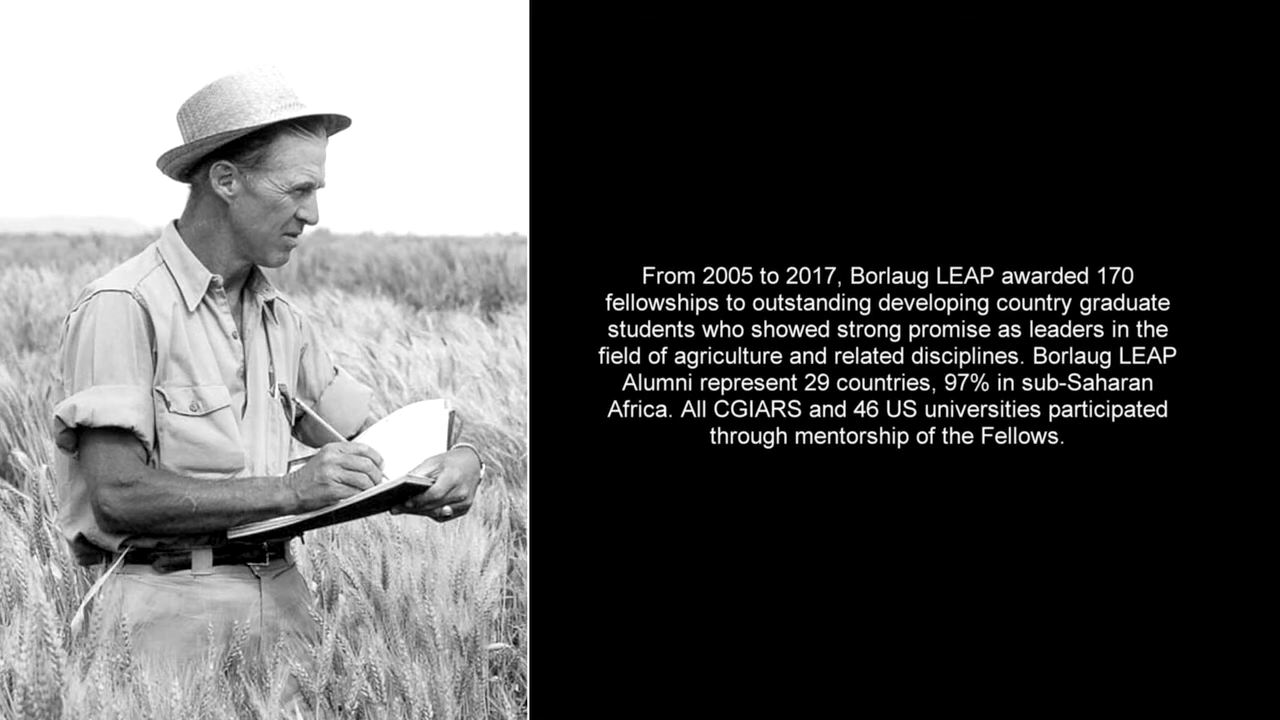 From 2005 to 2017, Borlaug LEAP awarded 170
fellowships to outstanding developing country graduate
students who showed strong promise as leaders in the
field of agriculture and related disciplines. Borlaug LEAP
Alumni represent 29 countries, 97% in sub-Saharan
Africa. All CGIARS and 46 US universities participated
through mentorship of the Fellows.